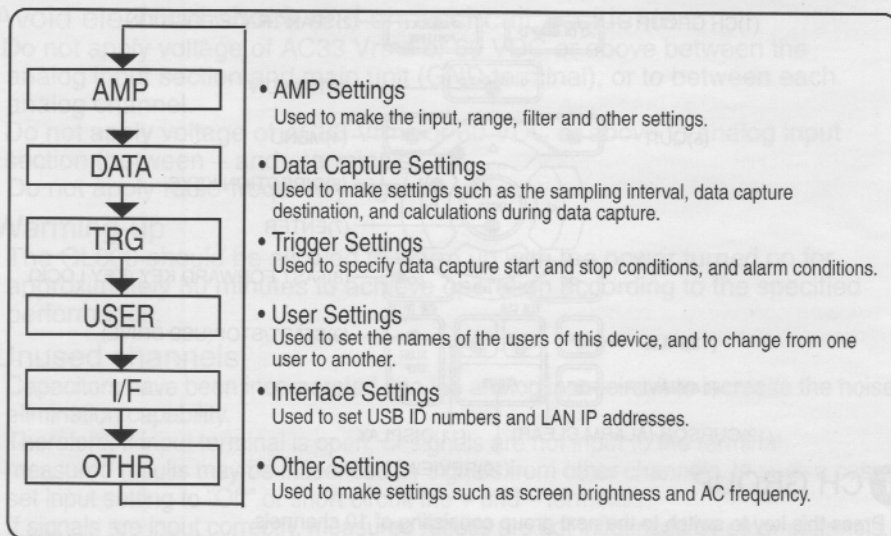 AMP
• AMP Settings
Used to make the input, range, filter and other settings.
DATA
• Data Capture Settings
Used to make settings such as the sampling interval, data capture
destination, and calculations during data capture.
TRG
• Trigger Settings
Used to specify data capture start and stop conditions, and alarm conditions.
USER
• User Settings
Used to set the names of the users of this device, and to change from one
user to another.
I/F
• Interface Settings
Used to set USB ID numbers and LAN IP addresses.
OTHR
• Other Settings
Used to make settings such as screen brightness and AC frequency.